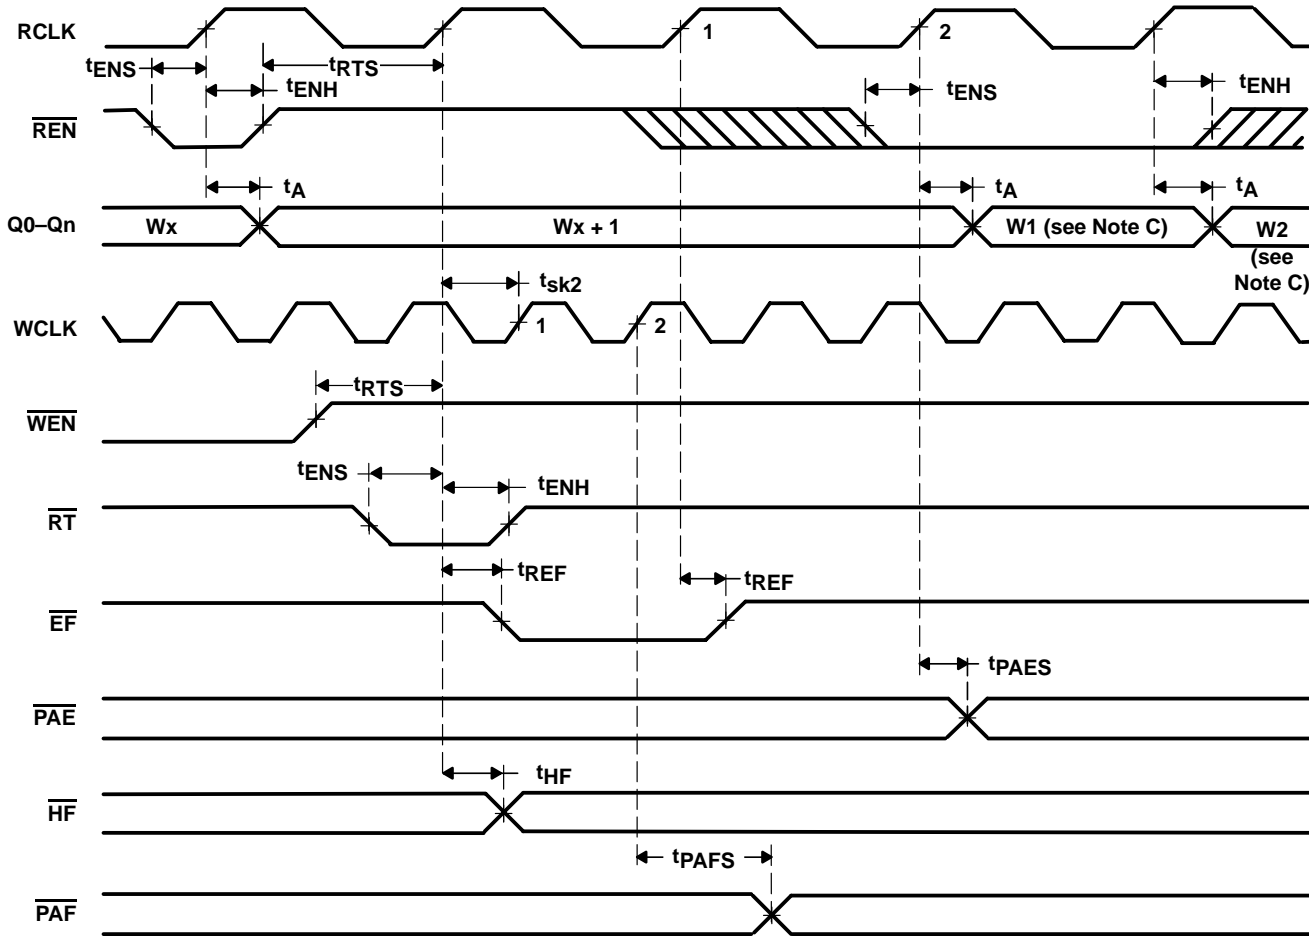 RCLK
1
2
tENS
tRTS
tENH
tENS
tENH
REN
tA
tA
tA
Q0–Qn
Wx
Wx + 1
W1 (see Note C)
W2
(see
Note C)
tsk2
WCLK
1
2
tRTS
WEN
tENS
tENH
RT
tREF
tREF
EF
tPAES
PAE
tHF
HF
tPAFS
PAF